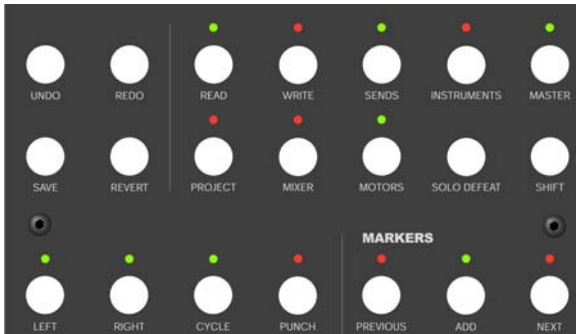 UNDO REDO READ WRITE SENDS INSTRUMENTS MASTER
SAVE REVERT PROJECT MIXER MOTORS SOLO DEFEAT SHIFT
MARKERS
LEFT RIGHT CYCLE PUNCH PREVIOUS ADD NEXT